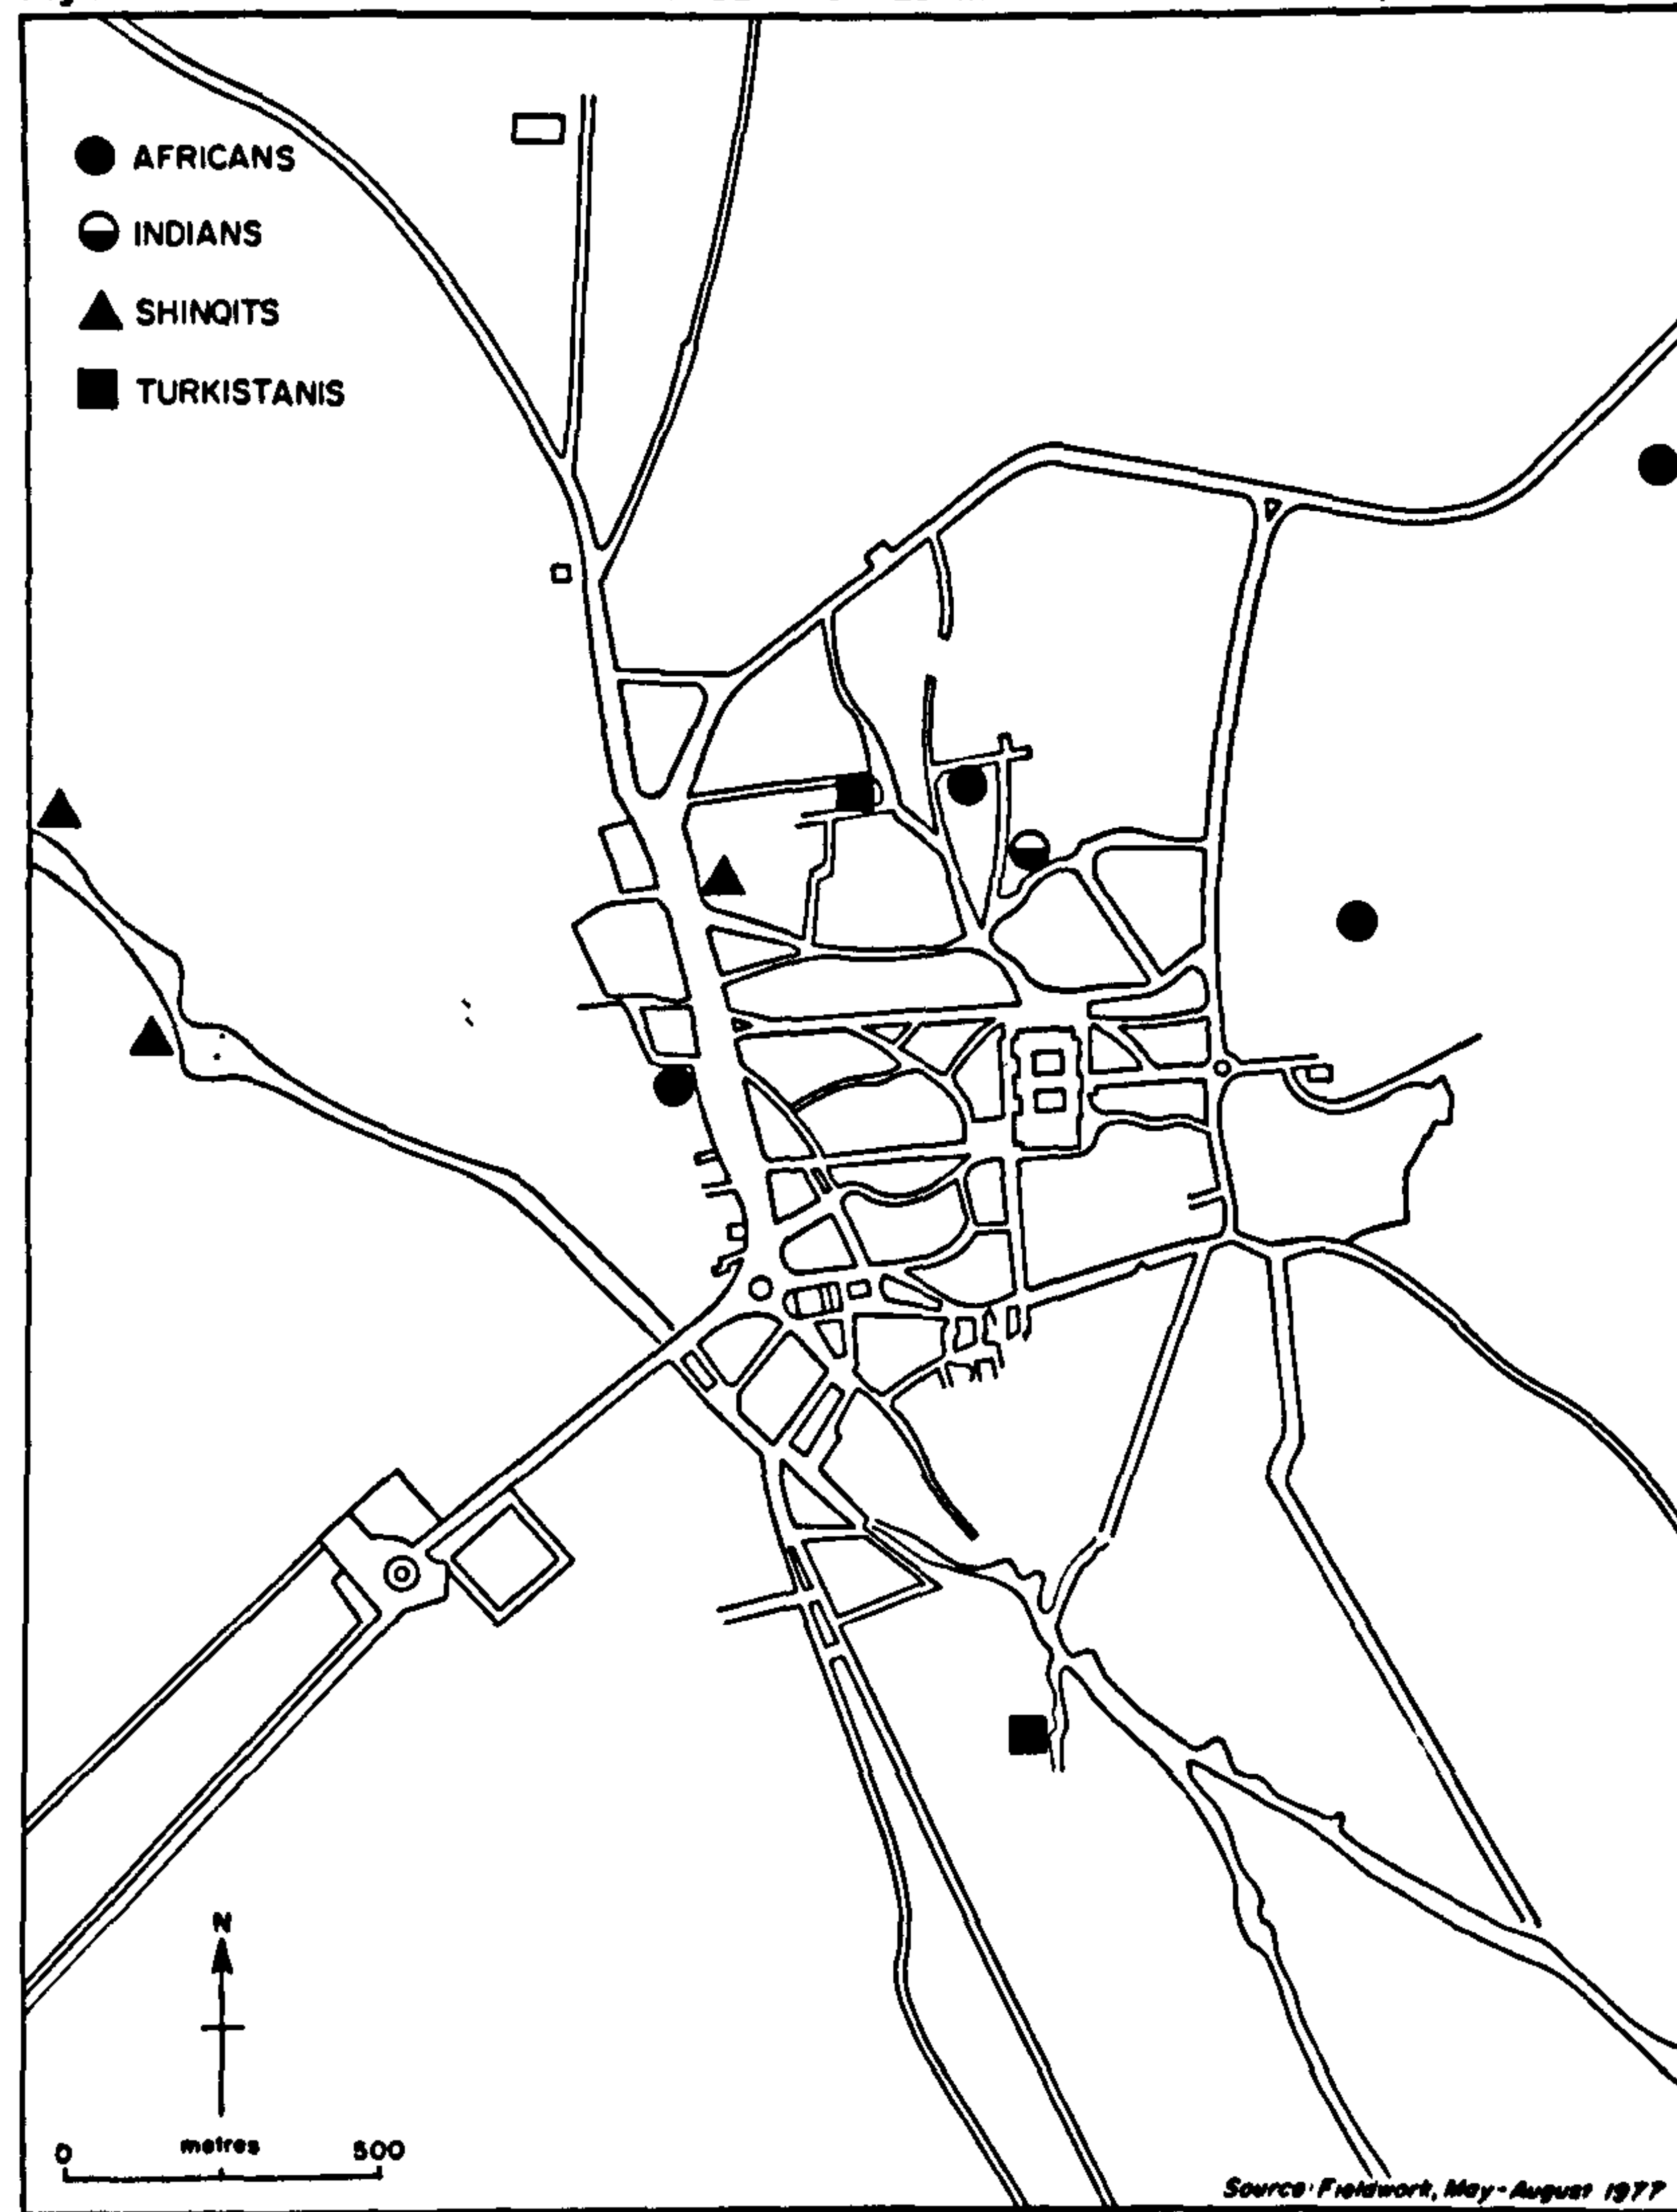 AFRICANS
INDIANS
SHINQITS
TURKISTANIS
N
0 metres 500
Source: Fieldwork, May-August 1977